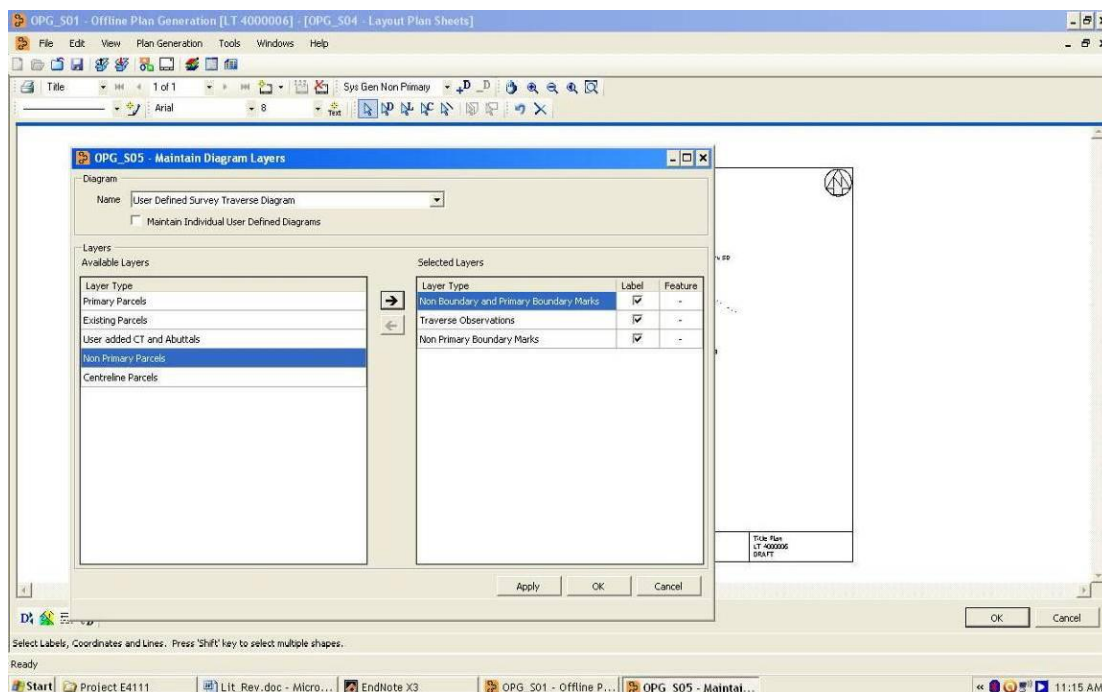 OPG_S01 - Offline Plan Generation [LT 4000006] - [OPG_S04 - Layout Plan Sheets]
File Edit View Plan Generation Tools Windows Help
Title 1 of 1 Sys Gen Non Primary +D _D
Arial 8 Text
OPG_S05 - Maintain Diagram Layers
Diagram
Name User Defined Survey Traverse Diagram
Maintain Individual User Defined Diagrams
Layers
Available Layers Selected Layers
Layer Type Layer Type Label Feature
Primary Parcels Non Boundary and Primary Boundary Marks -
Existing Parcels Traverse Observations -
User added CT and Abuttals Non Primary Boundary Marks -
Non Primary Parcels
Centreline Parcels
Title Plan
LT 4000006
DRAFT
Apply OK Cancel
OK Cancel
Select Labels, Coordinates and Lines. Press 'Shift' key to select multiple shapes.
Ready
Start Project E4111 Lit_Rev.doc - Micro... EndNote X3 OPG_S01 - Offline P... OPG_S05 - Maintai... « 11:15 AM